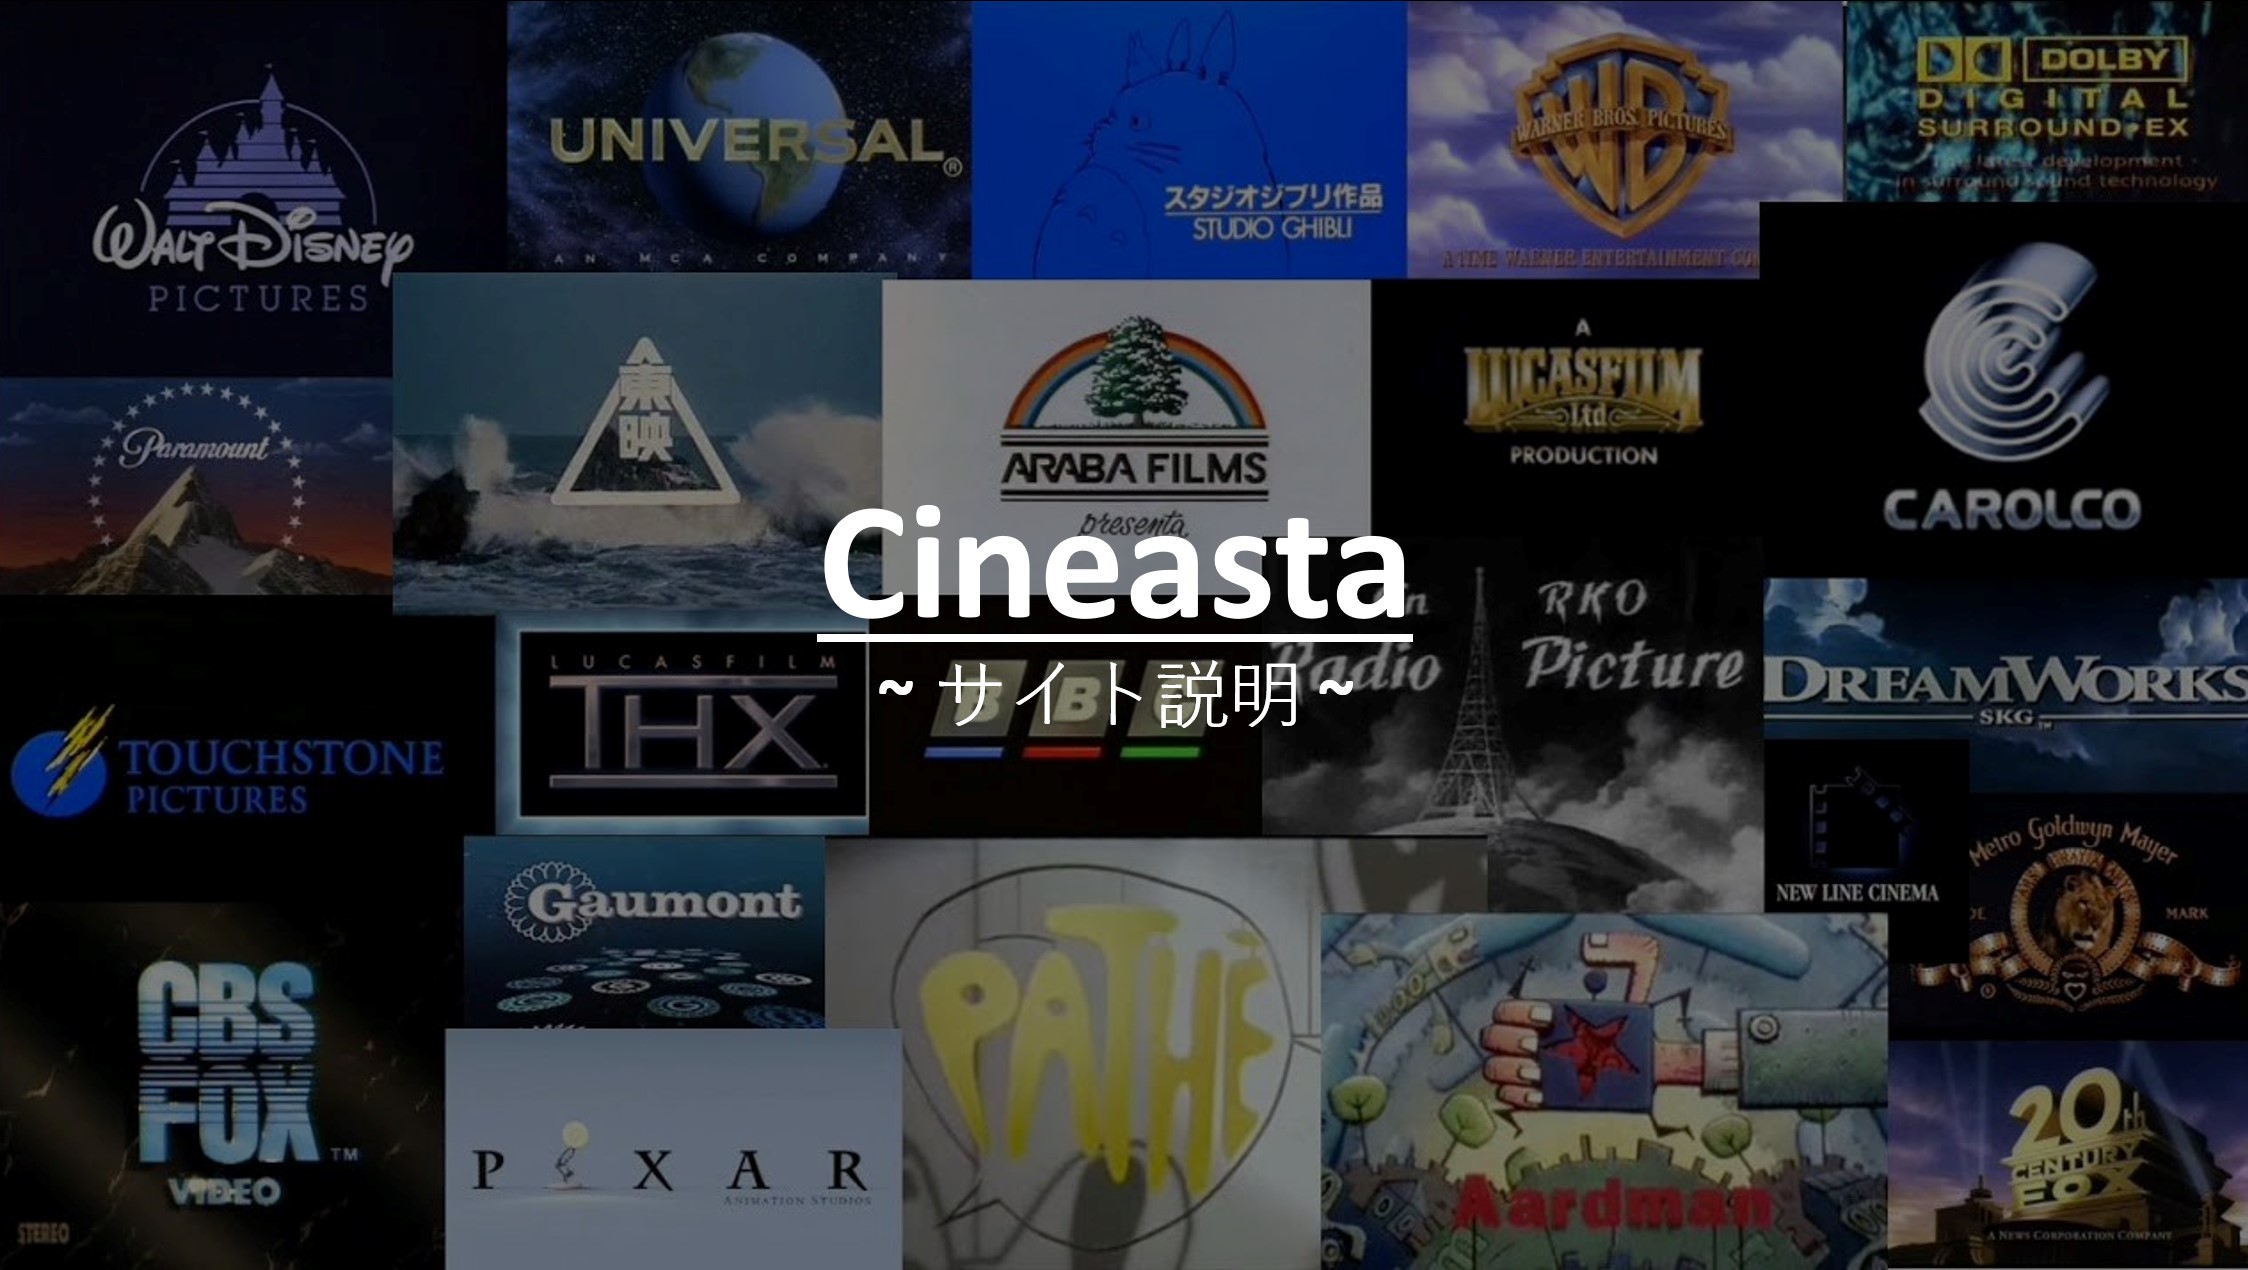 WALT DISNEY
PICTURES
UNIVERSAL®
AN MCA COMPANY
スタジオジブリ作品
STUDIO GHIBLI
WARNER BROS. PICTURES
WB
A TIME WARNER ENTERTAINMENT
DOLBY
DIGITAL
SURROUND•EX
The latest development
in surround sound technology
Paramount
東
映
ARABA FILMS
presenta
A
LUCASFILM
Ltd
PRODUCTION
CAROLCO
Cineasta
~ サイト説明 ~
TOUCHSTONE
PICTURES
LUCASFILM
THX
BB
RKO
Radio Picture
DREAMWORKS
SKG™
NEW LINE CINEMA
Metro Goldwyn Mayer
MARK
CBS
FOX
™
VIDEO
STEREO
Gaumont
PIXAR
ANIMATION STUDIOS
PATHÉ
Aardman
20th
CENTURY
FOX
A NEWS CORPORATION COMPANY